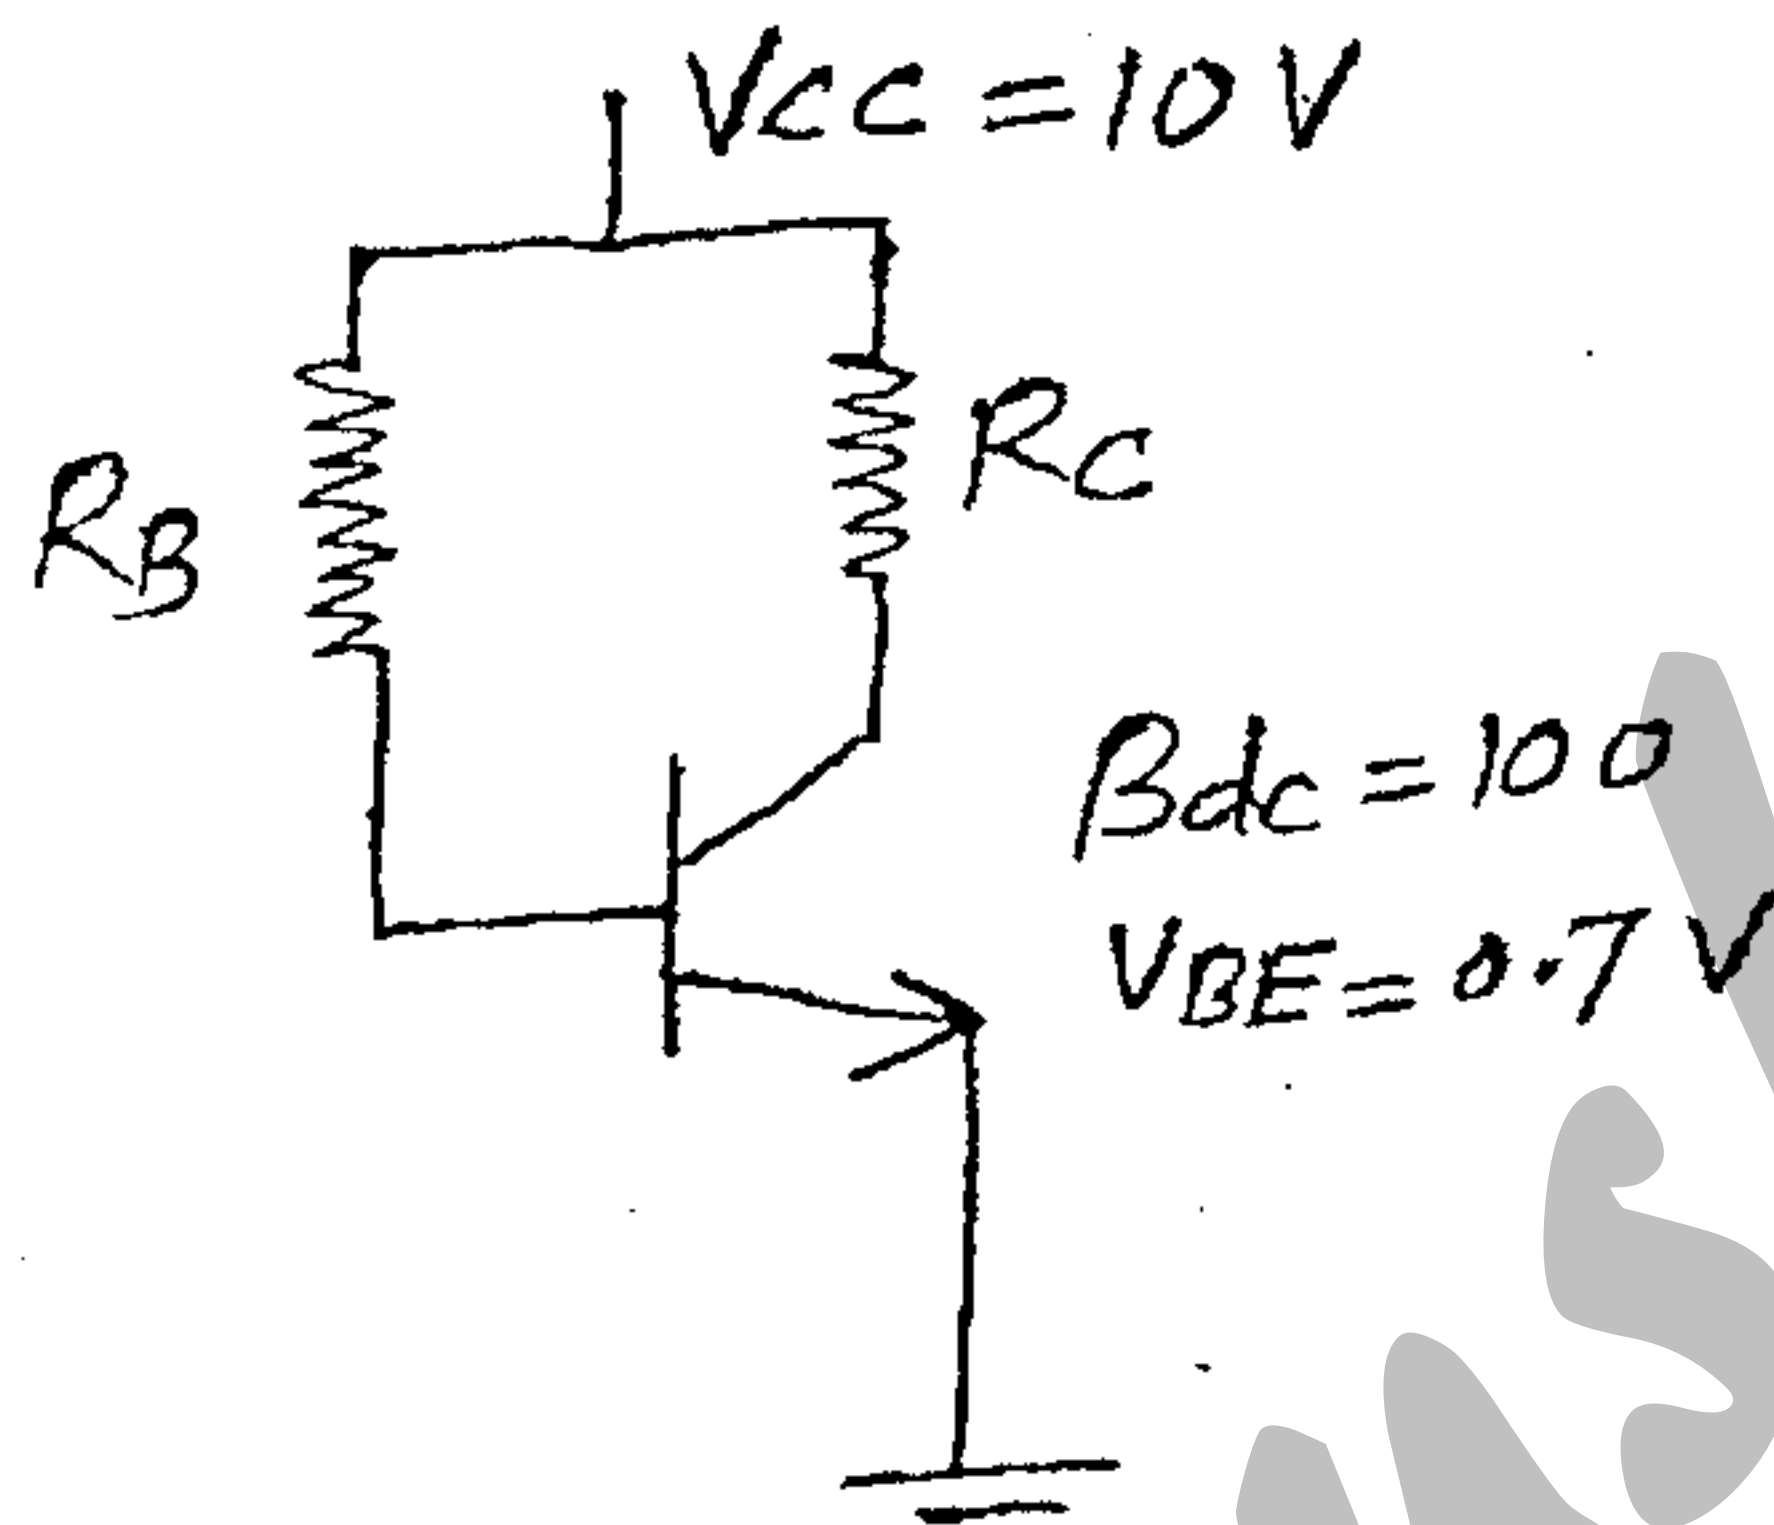 VCC = 10 V
RB
RC
βdc = 100
VBE = 0.7 V